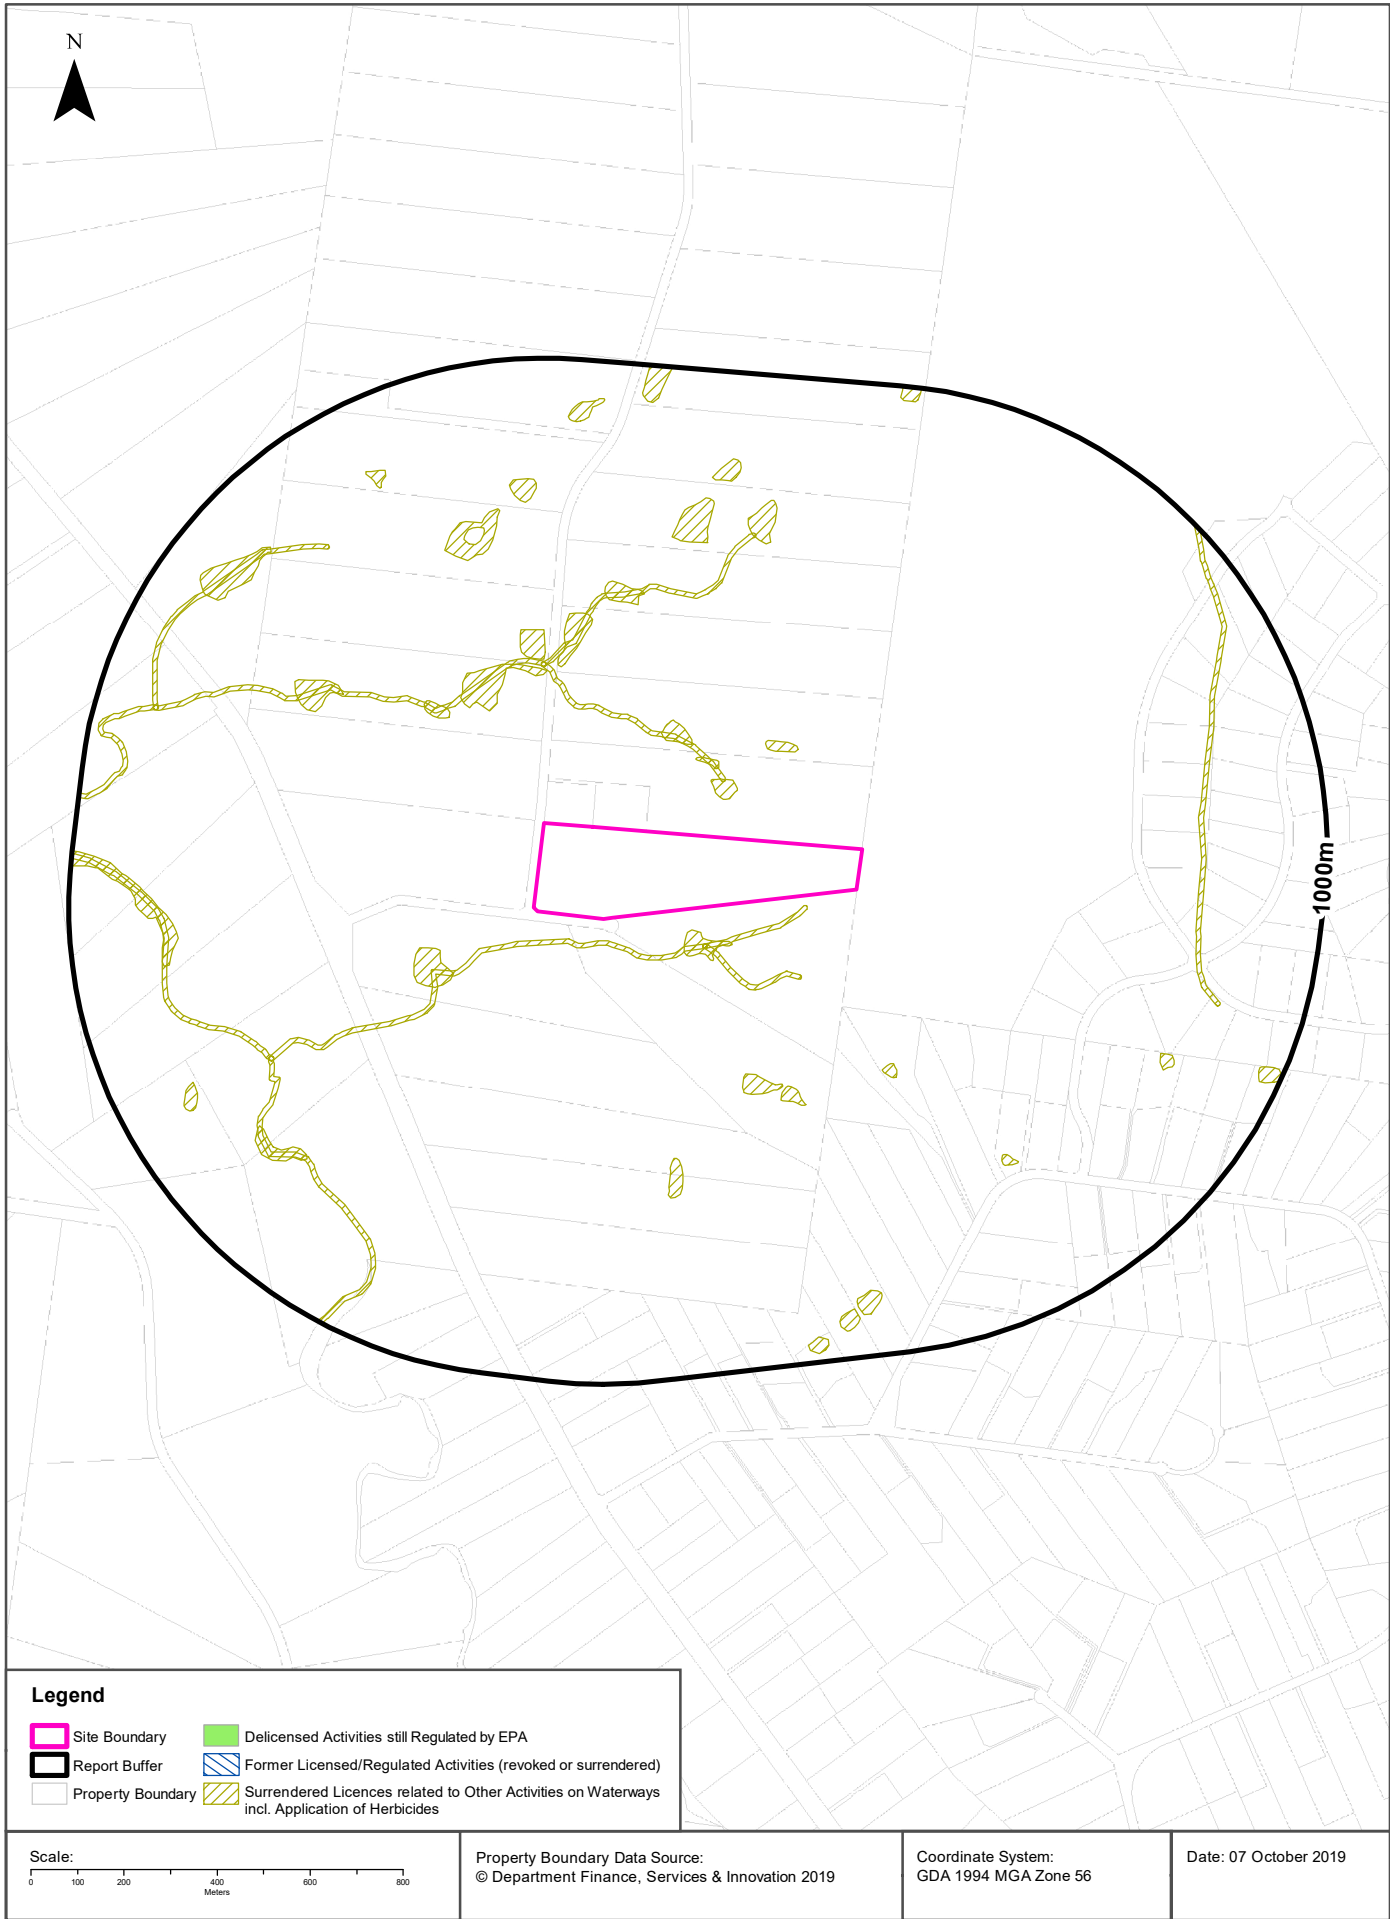 N
1000m
Legend
Site Boundary
Report Buffer
Property Boundary
Delicensed Activities still Regulated by EPA
Former Licensed/Regulated Activities (revoked or surrendered)
Surrendered Licences related to Other Activities on Waterways
incl. Application of Herbicides
Scale:
0 100 200 400 600 800
Meters
Property Boundary Data Source:
© Department Finance, Services & Innovation 2019
Coordinate System:
GDA 1994 MGA Zone 56
Date: 07 October 2019